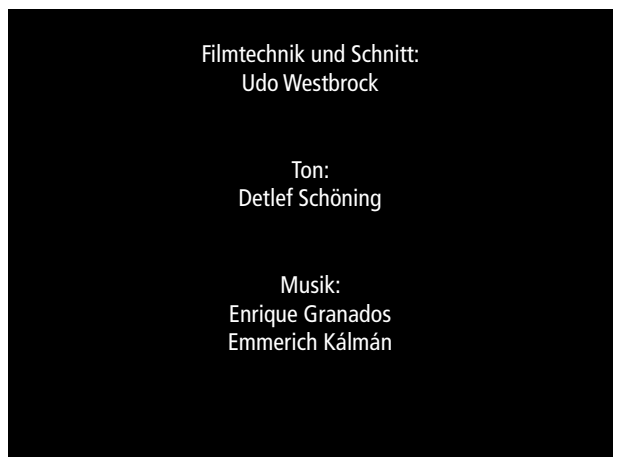 Filmtechnik und Schnitt:
Udo Westbrock
Ton:
Detlef Schöning
Musik:
Enrique Granados
Emmerich Kálmán